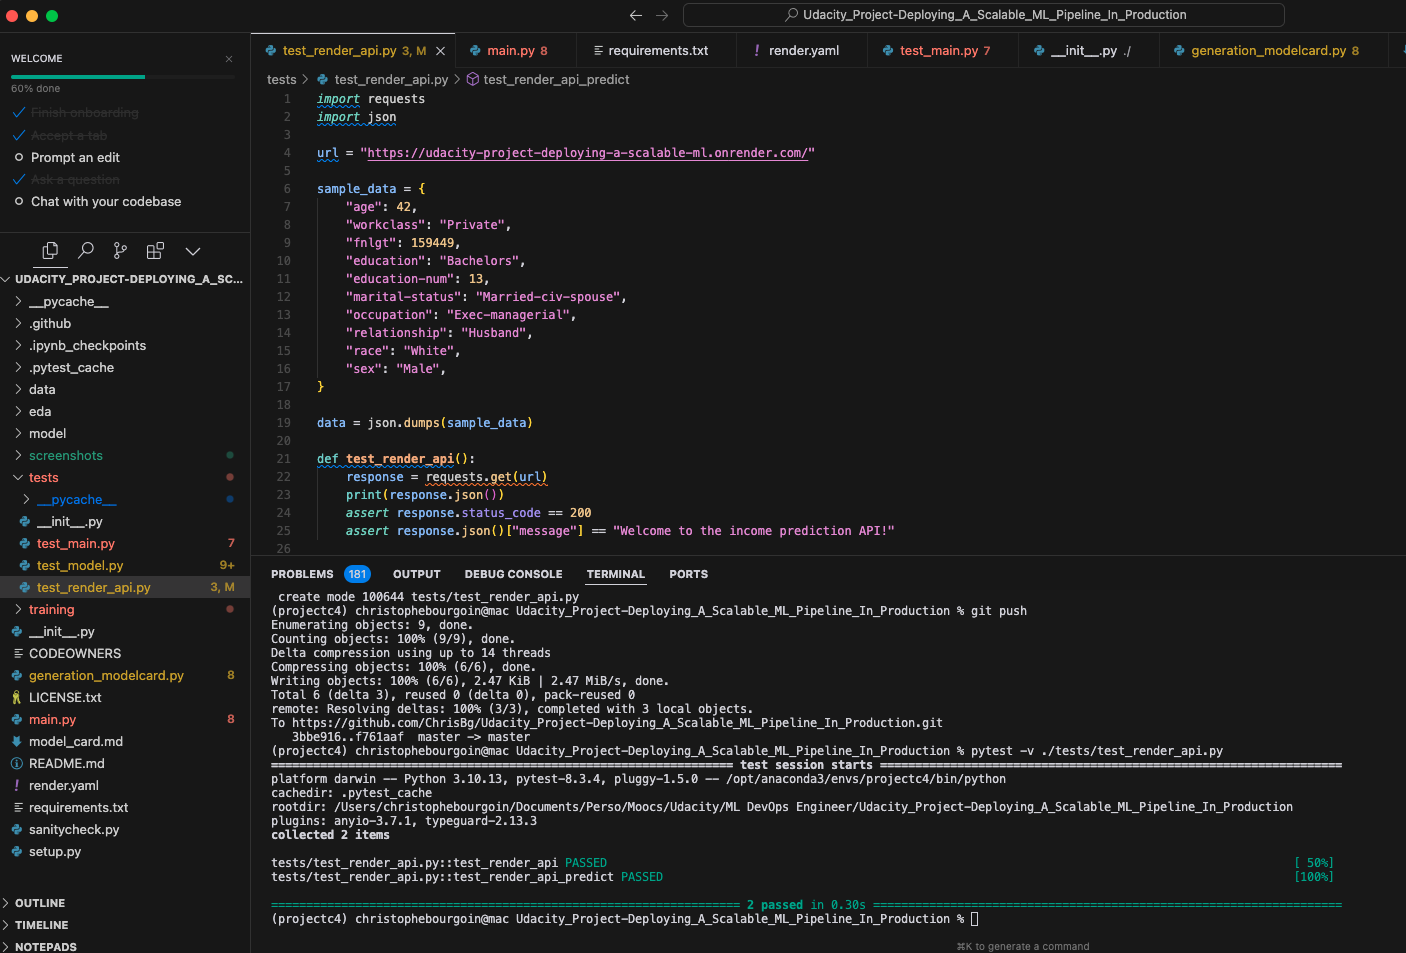 Udacity_Project-Deploying_A_Scalable_ML_Pipeline_In_Production
WELCOME
60% done
Finish onboarding
Accept a tab
Prompt an edit
Ask a question
Chat with your codebase
UDACITY_PROJECT-DEPLOYING_A_SC...
__pycache__
.github
.ipynb_checkpoints
.pytest_cache
data
eda
model
screenshots
tests
__pycache__
__init__.py
test_main.py 7
test_model.py 9+
test_render_api.py 3, M
training
__init__.py
CODEOWNERS
generation_modelcard.py 8
LICENSE.txt
main.py 8
model_card.md
README.md
render.yaml
requirements.txt
sanitycheck.py
setup.py
OUTLINE
TIMELINE
NOTEPADS
test_render_api.py 3, M main.py 8 requirements.txt ! render.yaml test_main.py 7 __init__.py ./ generation_modelcard.py 8
tests > test_render_api.py > test_render_api_predict
1 import requests
2 import json
3
4 url = "https://udacity-project-deploying-a-scalable-ml.onrender.com/"
5
6 sample_data = {
7 "age": 42,
8 "workclass": "Private",
9 "fnlgt": 159449,
10 "education": "Bachelors",
11 "education-num": 13,
12 "marital-status": "Married-civ-spouse",
13 "occupation": "Exec-managerial",
14 "relationship": "Husband",
15 "race": "White",
16 "sex": "Male",
17 }
18
19 data = json.dumps(sample_data)
20
21 def test_render_api():
22 response = requests.get(url)
23 print(response.json())
24 assert response.status_code == 200
25 assert response.json()["message"] == "Welcome to the income prediction API!"
26
PROBLEMS 181 OUTPUT DEBUG CONSOLE TERMINAL PORTS
create mode 100644 tests/test_render_api.py
(projectc4) christophebourgoin@mac Udacity_Project-Deploying_A_Scalable_ML_Pipeline_In_Production % git push
Enumerating objects: 9, done.
Counting objects: 100% (9/9), done.
Delta compression using up to 14 threads
Compressing objects: 100% (6/6), done.
Writing objects: 100% (6/6), 2.47 KiB | 2.47 MiB/s, done.
Total 6 (delta 3), reused 0 (delta 0), pack-reused 0
remote: Resolving deltas: 100% (3/3), completed with 3 local objects.
To https://github.com/ChrisBg/Udacity_Project-Deploying_A_Scalable_ML_Pipeline_In_Production.git
3bbe916..f761aaf master -> master
(projectc4) christophebourgoin@mac Udacity_Project-Deploying_A_Scalable_ML_Pipeline_In_Production % pytest -v ./tests/test_render_api.py
test session starts
platform darwin -- Python 3.10.13, pytest-8.3.4, pluggy-1.5.0 -- /opt/anaconda3/envs/projectc4/bin/python
cachedir: .pytest_cache
rootdir: /Users/christophebourgoin/Documents/Perso/Moocs/Udacity/ML DevOps Engineer/Udacity_Project-Deploying_A_Scalable_ML_Pipeline_In_Production
plugins: anyio-3.7.1, typeguard-2.13.3
collected 2 items
tests/test_render_api.py::test_render_api PASSED [ 50%]
tests/test_render_api.py::test_render_api_predict PASSED [100%]
2 passed in 0.30s
(projectc4) christophebourgoin@mac Udacity_Project-Deploying_A_Scalable_ML_Pipeline_In_Production %
⌘K to generate a command